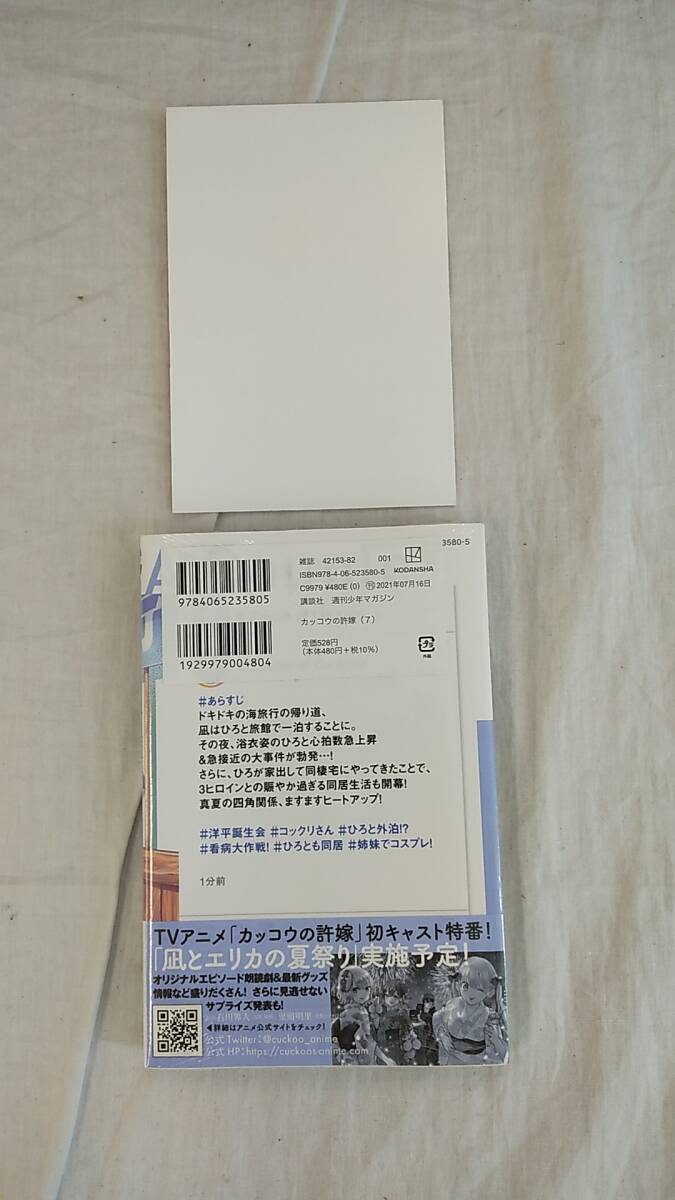 3580-5
雑誌 42153-82 001
ISBN978-4-06-523580-5
KODANSHA
C9979 ¥480E (0) ㊢2021年07月16日
講談社 週刊少年マガジン
9784065235805
カッコウの許嫁（7）
定価528円
（本体480円＋税10％）
外装
1929979004804
#あらすじ
ドキドキの海旅行の帰り道、
凪はひろと旅館で一泊することに。
その夜、浴衣姿のひろと心拍数急上昇
&急接近の大事件が勃発…!
さらに、ひろが家出して同棲宅にやってきたことで、
3ヒロインとの賑やか過ぎる同居生活も開幕!
真夏の四角関係、ますますヒートアップ!
#洋平誕生会 #コックリさん #ひろと外泊!?
#看病大作戦! #ひろとも同居 #姉妹でコスプレ!
1分前
TVアニメ「カッコウの許嫁」初キャスト特番!
「凪とエリカの夏祭り」実施予定!
オリジナルエピソード朗読劇&最新グッズ
情報など盛りだくさん! さらに見逃せない
サプライズ発表も!
石川界人 鬼頭明里
◀詳細はアニメ公式サイトをチェック!
公式 Twitter:@cuckoo_anime
公式 HP:https://cuckoos-anime.com